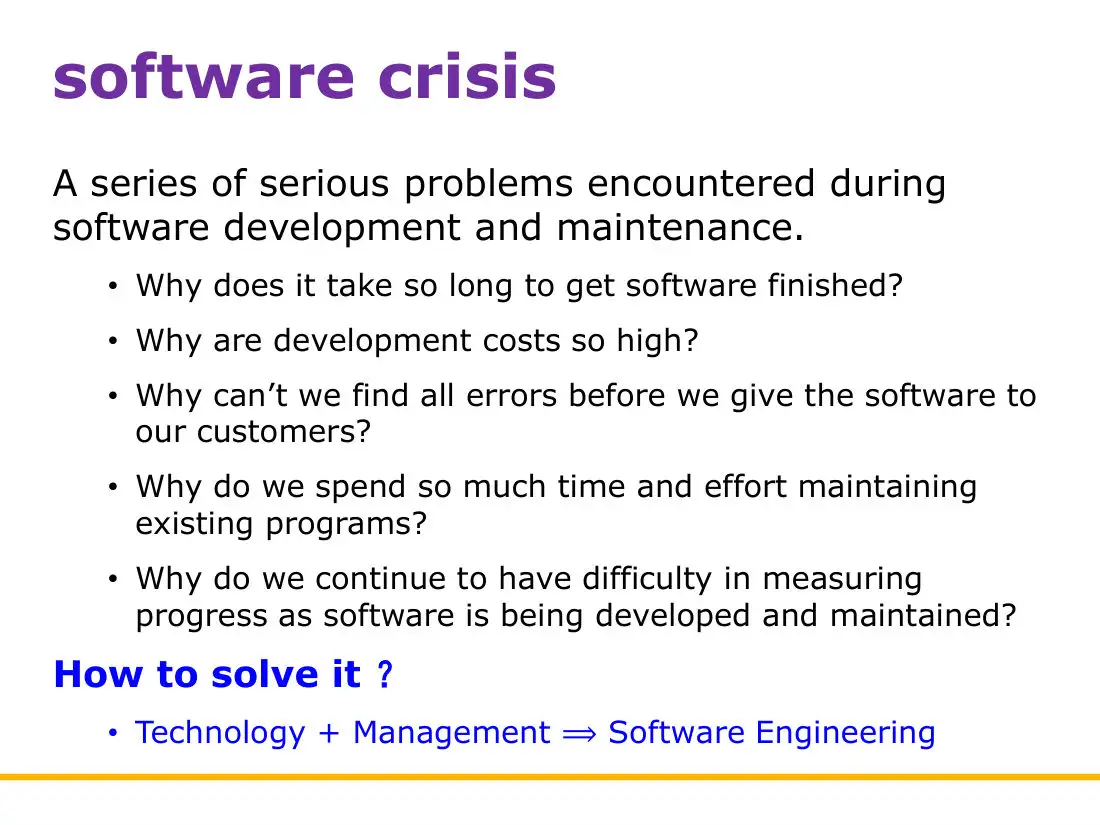 software crisis
A series of serious problems encountered during
software development and maintenance.
• Why does it take so long to get software finished?
• Why are development costs so high?
• Why can’t we find all errors before we give the software to
our customers?
• Why do we spend so much time and effort maintaining
existing programs?
• Why do we continue to have difficulty in measuring
progress as software is being developed and maintained?
How to solve it ？
• Technology + Management ⟹ Software Engineering